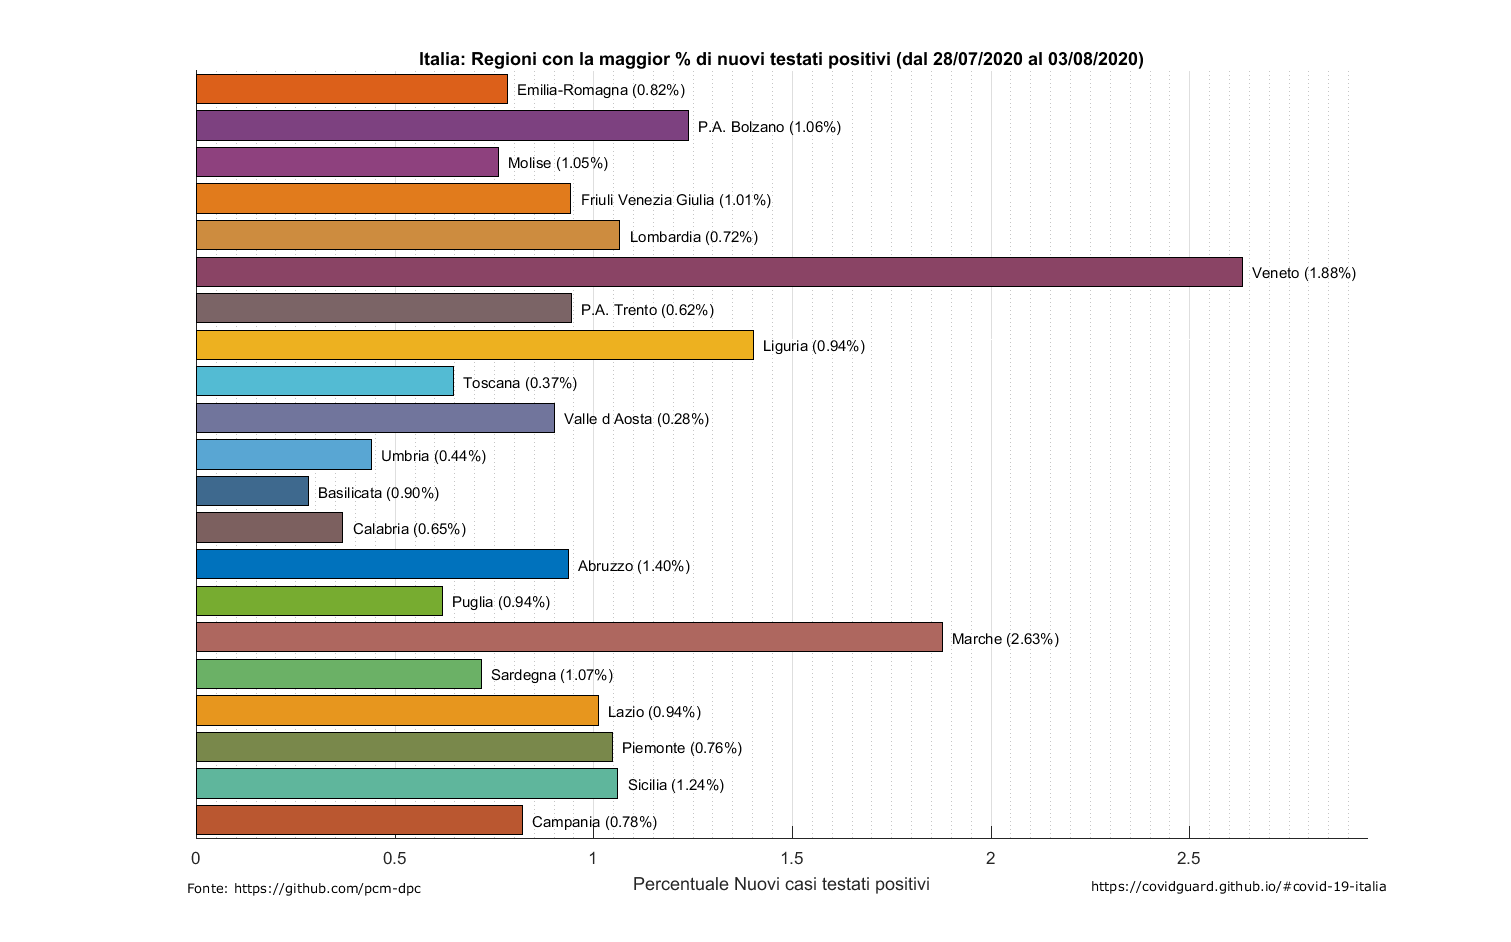 Italia: Regioni con la maggior % di nuovi testati positivi (dal 28/07/2020 al 03/08/2020)
Emilia-Romagna (0.82%)
P.A. Bolzano (1.06%)
Molise (1.05%)
Friuli Venezia Giulia (1.01%)
Lombardia (0.72%)
Veneto (1.88%)
P.A. Trento (0.62%)
Liguria (0.94%)
Toscana (0.37%)
Valle d Aosta (0.28%)
Umbria (0.44%)
Basilicata (0.90%)
Calabria (0.65%)
Abruzzo (1.40%)
Puglia (0.94%)
Marche (2.63%)
Sardegna (1.07%)
Lazio (0.94%)
Piemonte (0.76%)
Sicilia (1.24%)
Campania (0.78%)
0 0.5 1 1.5 2 2.5
Percentuale Nuovi casi testati positivi
Fonte: https://github.com/pcm-dpc
https://covidguard.github.io/#covid-19-italia